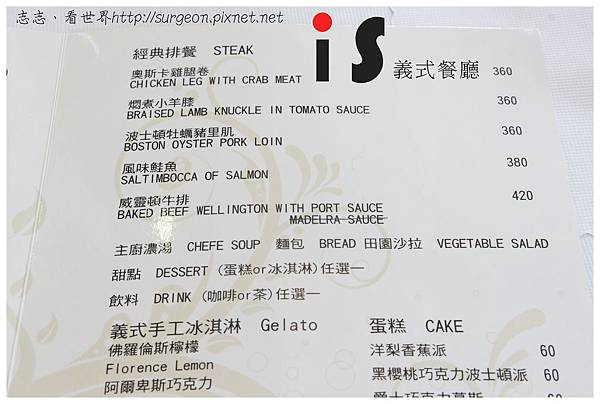 志志、看世界http://surgeon.pixnet.net
經典排餐 STEAK
iS 義式餐廳
奧斯卡雞腿卷
CHICKEN LEG WITH CRAB MEAT 360
燜煮小羊膝 360
BRAISED LAMB KNUCKLE IN TOMATO SAUCE
波士頓牡蠣豬里肌 360
BOSTON OYSTER PORK LOIN
風味鮭魚 380
SALTIMBOCCA OF SALMON
威靈頓牛排 420
BAKED BEEF WELLINGTON WITH PORT SAUCE
MADELRA SAUCE
主廚濃湯 CHEFE SOUP 麵包 BREAD 田園沙拉 VEGETABLE SALAD
甜點 DESSERT (蛋糕or冰淇淋)任選一
飲料 DRINK (咖啡or茶)任選一
義式手工冰淇淋 Gelato
蛋糕 CAKE
佛羅倫斯檸檬
洋梨香蕉派 60
Florence Lemon
黑櫻桃巧克力波士頓派 60
阿爾卑斯巧克力
爵士巧克力慕斯 60